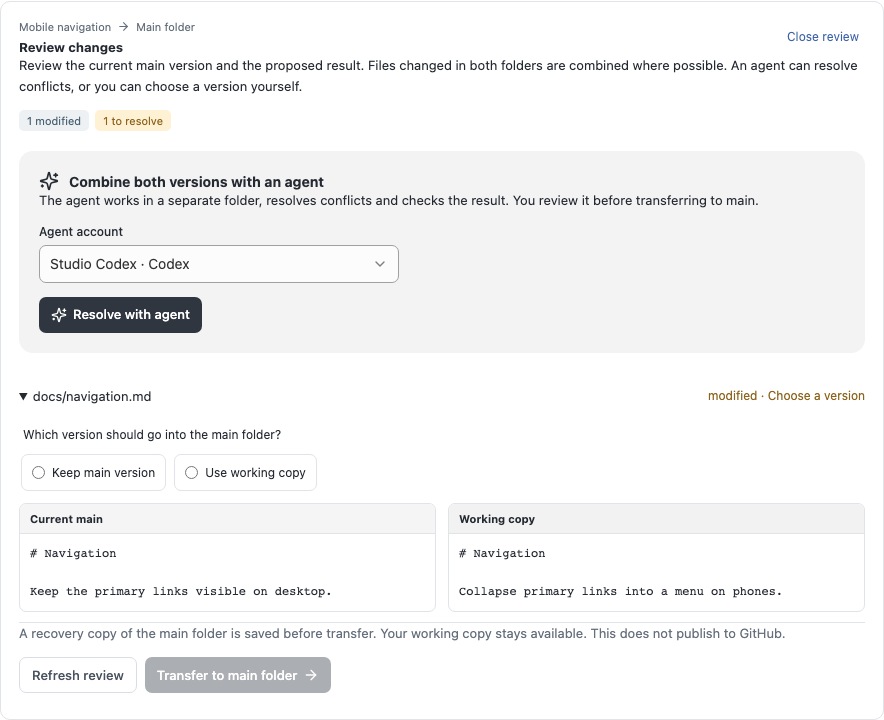 Mobile navigation → Main folder
Close review
Review changes
Review the current main version and the proposed result. Files changed in both folders are combined where possible. An agent can resolve
conflicts, or you can choose a version yourself.
1 modified
1 to resolve
Combine both versions with an agent
The agent works in a separate folder, resolves conflicts and checks the result. You review it before transferring to main.
Agent account
Studio Codex · Codex
Resolve with agent
▼ docs/navigation.md
modified · Choose a version
Which version should go into the main folder?
Keep main version
Use working copy
Current main
# Navigation
Keep the primary links visible on desktop.
Working copy
# Navigation
Collapse primary links into a menu on phones.
A recovery copy of the main folder is saved before transfer. Your working copy stays available. This does not publish to GitHub.
Refresh review
Transfer to main folder →